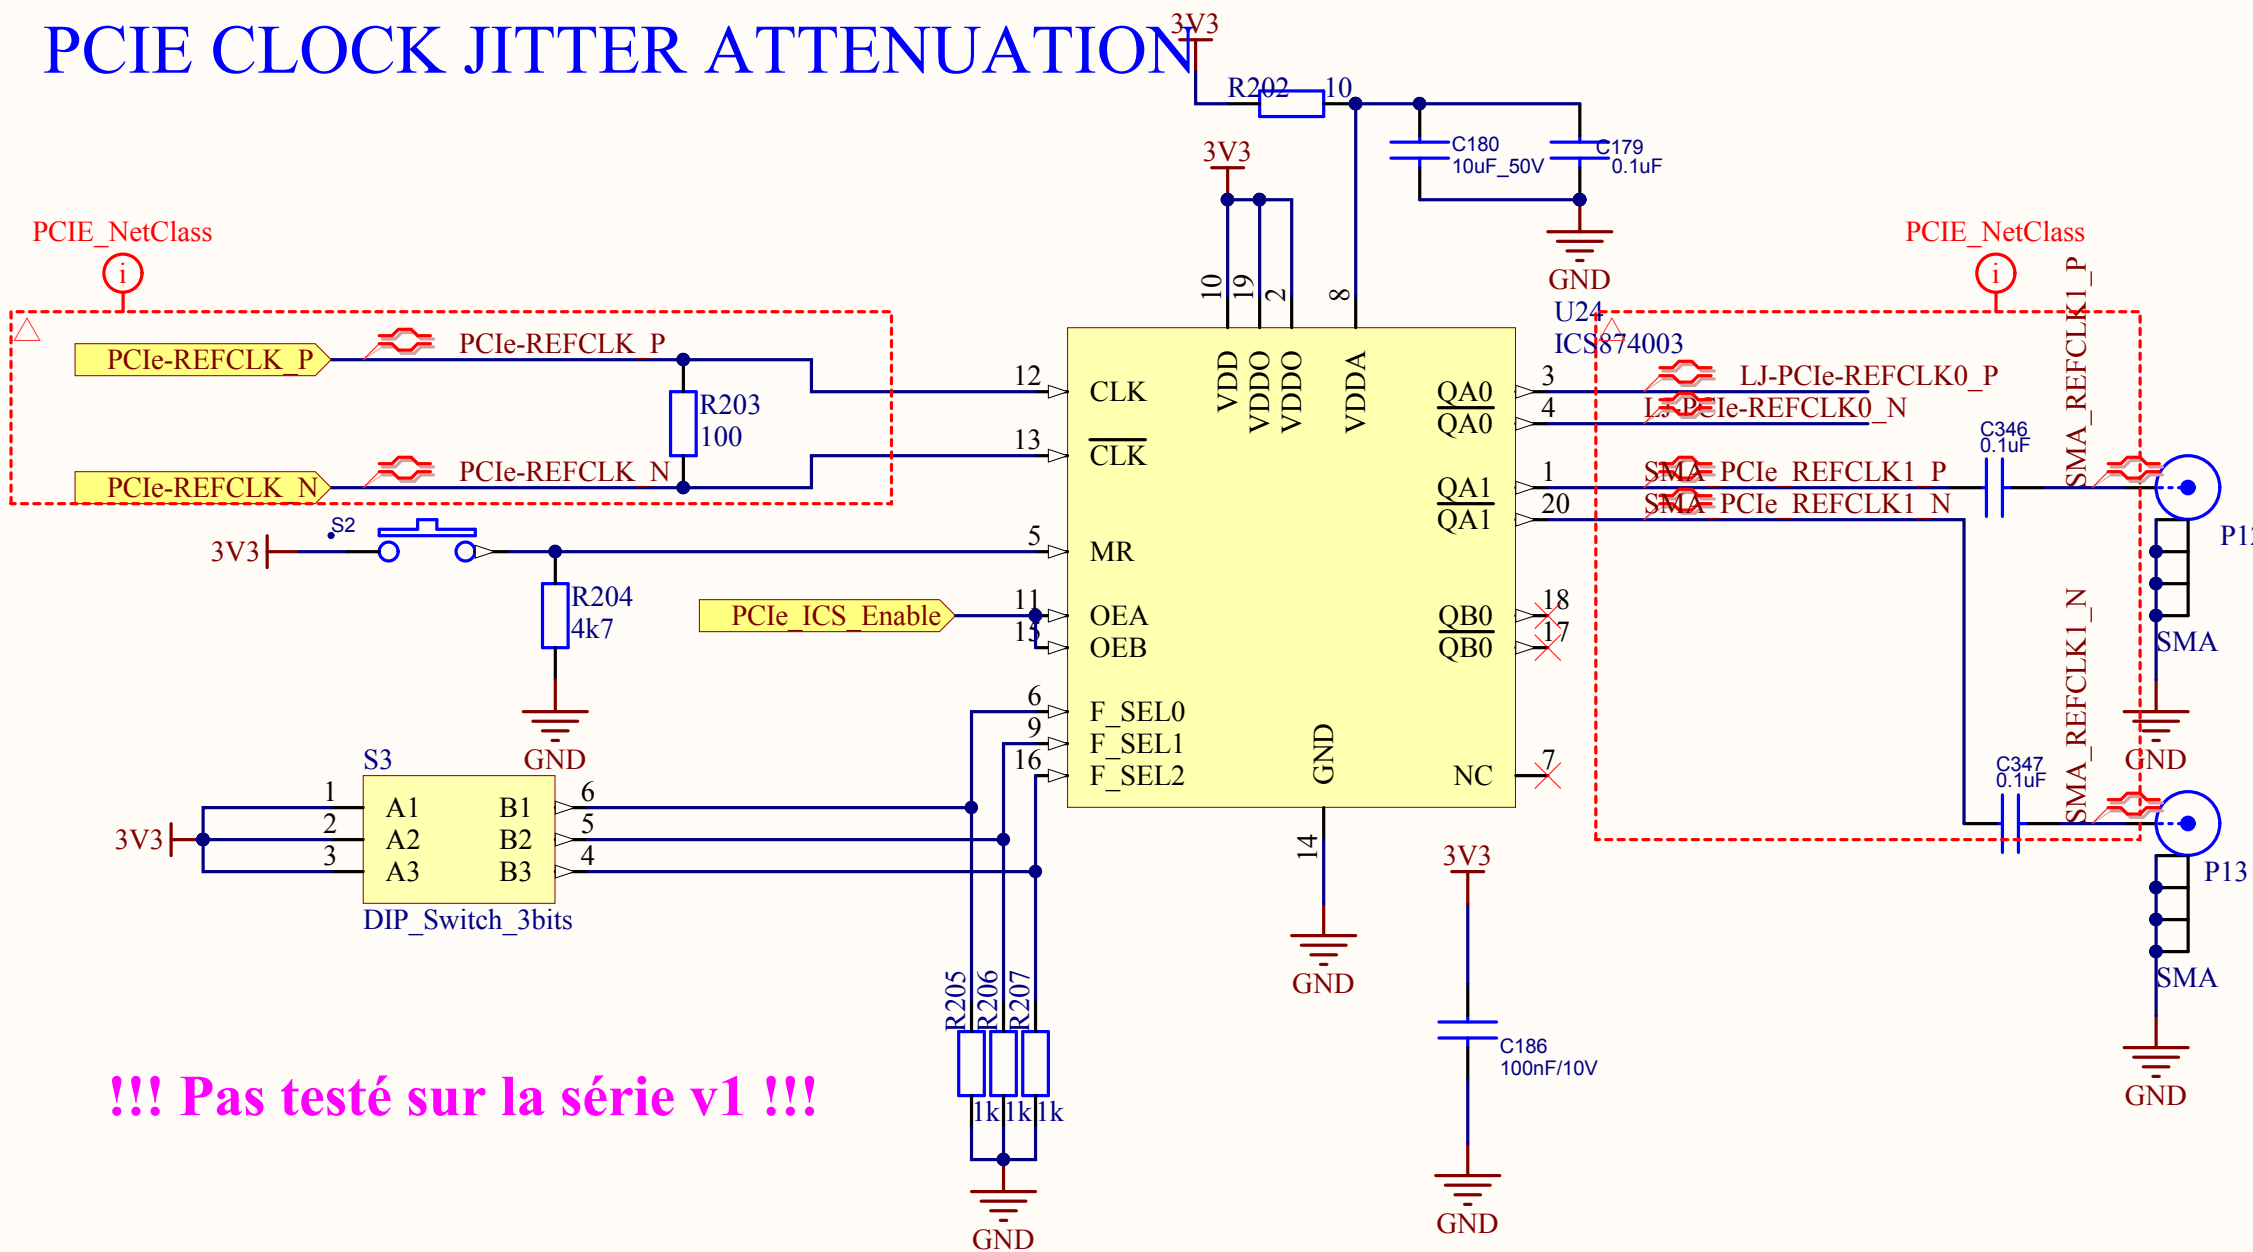 PCIE CLOCK JITTER ATTENUATION
3V3
R202 10
C180
10uF_50V
C179
0.1uF
GND
3V3
PCIE_NetClass
i
PCIe-REFCLK_P
PCIe-REFCLK_P
R203
100
PCIe-REFCLK_N
PCIe-REFCLK_N
3V3
S2
R204
4k7
GND
PCIe_ICS_Enable
S3
3V3
1 A1 B1 6
2 A2 B2 5
3 A3 B3 4
DIP_Switch_3bits
U24
ICS874003
10 19 2 8
VDD VDDO VDDO VDDA
12 CLK
13 CLK
5 MR
11 OEA
15 OEB
6 F_SEL0
9 F_SEL1
16 F_SEL2
QA0 3
QA0 4
QA1 1
QA1 20
QB0 18
QB0 17
NC 7
GND
14
GND
R205 R206 R207
1k 1k 1k
GND
3V3
C186
100nF/10V
GND
PCIE_NetClass
i
LJ-PCIe-REFCLK0_P
LJ-PCIe-REFCLK0_N
SMA_PCIe_REFCLK1_P
SMA_PCIe_REFCLK1_N
C346
0.1uF
SMA_REFCLK1_P
SMA
GND
C347
0.1uF
SMA_REFCLK1_N
P13
SMA
GND
!!! Pas testé sur la série v1 !!!